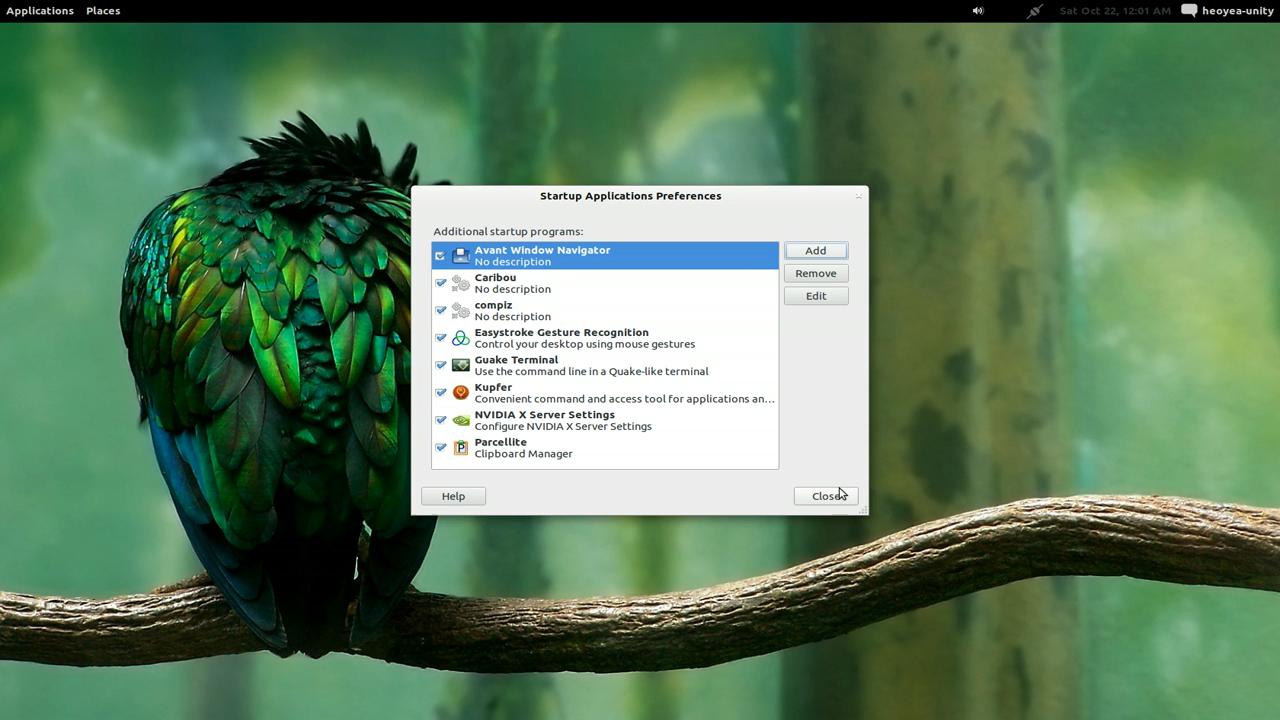 Applications Places Sat Oct 22, 12:01 AM heoyea-unity
Startup Applications Preferences
Additional startup programs:
Avant Window Navigator
No description
Caribou
No description
compiz
No description
Easystroke Gesture Recognition
Control your desktop using mouse gestures
Guake Terminal
Use the command line in a Quake-like terminal
Kupfer
Convenient command and access tool for applications an...
NVIDIA X Server Settings
Configure NVIDIA X Server Settings
Parcellite
Clipboard Manager
Add
Remove
Edit
Help
Close